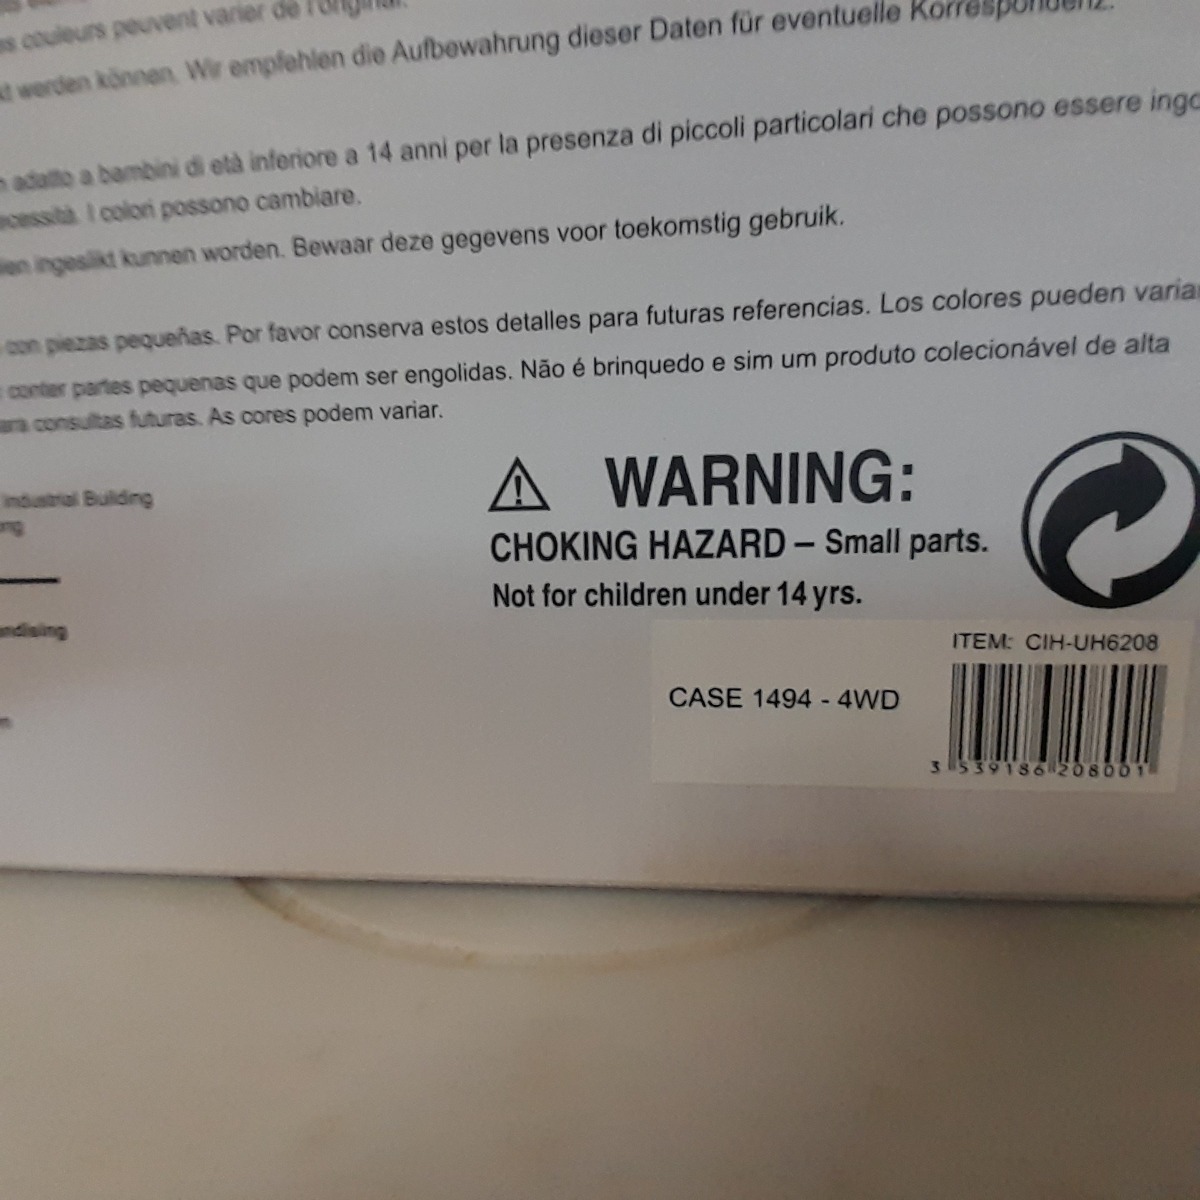 es couleurs peuvent varier de l'original.
werden können. Wir empfehlen die Aufbewahrung dieser Daten für eventuelle Korrespondenz.
adatto a bambini di età inferiore a 14 anni per la presenza di piccoli particolari che possono essere ingo
ecessità. I colori possono cambiare.
ingeslikt kunnen worden. Bewaar deze gegevens voor toekomstig gebruik.
con piezas pequeñas. Por favor conserva estos detalles para futuras referencias. Los colores pueden varia
conter partes pequenas que podem ser engolidas. Não é brinquedo e sim um produto colecionável de alta
ara consultas futuras. As cores podem variar.
Industrial Building
WARNING:
CHOKING HAZARD – Small parts.
Not for children under 14 yrs.
ndising
ITEM: CIH-UH6208
CASE 1494 - 4WD
3 539186 208001